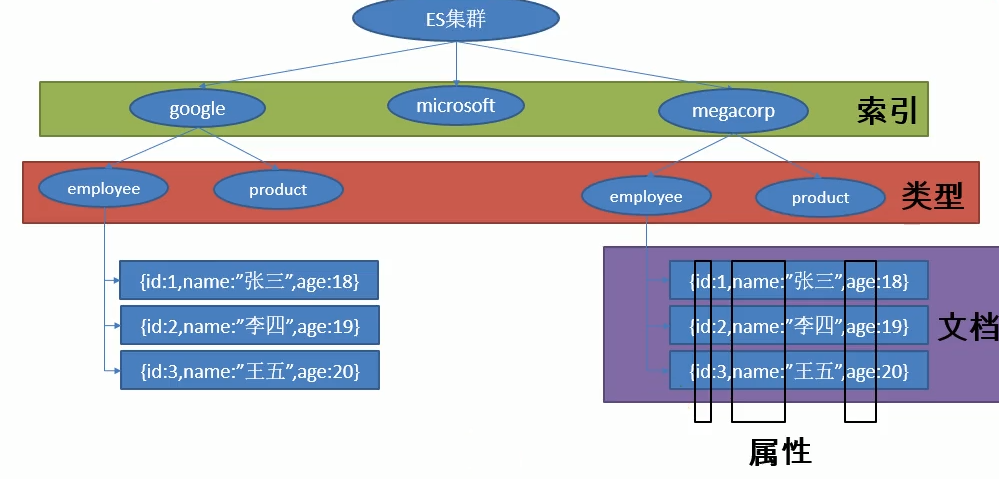 ES集群
google
microsoft
megacorp
索引
employee
product
employee
product
类型
{id:1,name:”张三”,age:18}
{id:2,name:”李四”,age:19}
{id:3,name:”王五”,age:20}
{id:1,name:”张三”,age:18}
{id:2,name:”李四”,age:19}
{id:3,name:”王五”,age:20}
文档
属性